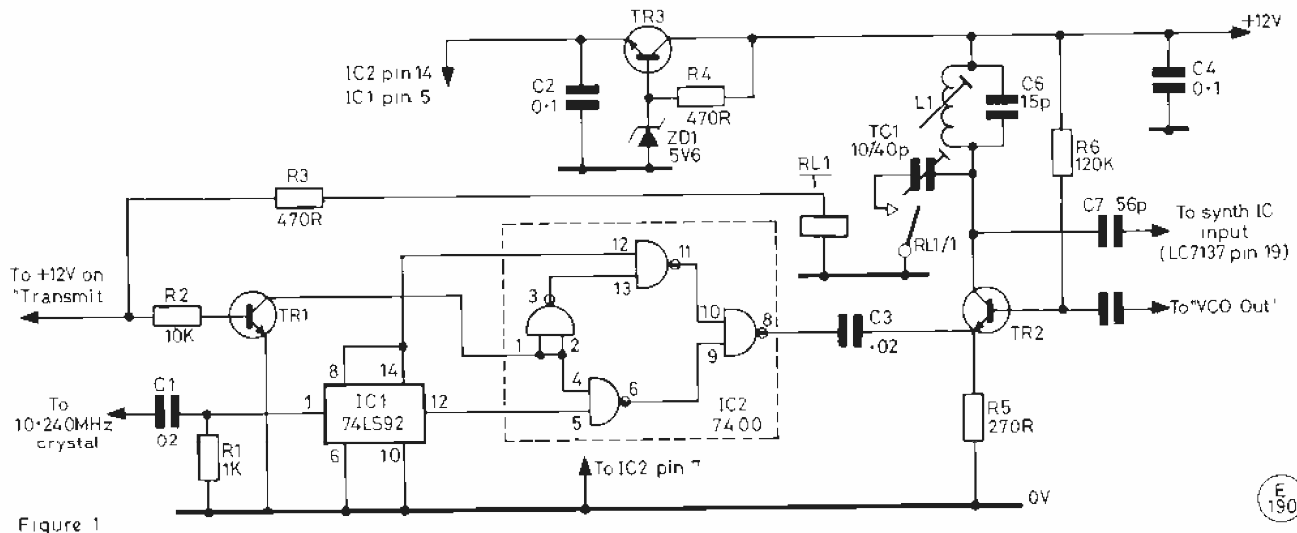 TR3
+12V
IC2 pin 14
IC1 pin 5
C2
0·1
R4
470R
ZD1
5V6
L1
C6
15p
C4
0·1
TC1
10/40p
R6
120K
R3
470R
RL1
RL1/1
C7 56p
To synth IC
input
(LC7137 pin 19)
To +12V on
"Transmit
R2
10K
TR1
12
11
13
3
1
2
10
8
9
4
6
5
C3
·02
TR2
To "VCO Out'
8
14
IC1
74LS92
1
12
6
10
IC2
7400
To
10·240MHz
crystal
C1
02
R1
1K
R5
270R
To IC2 pin 7
0V
Figure 1
E
190